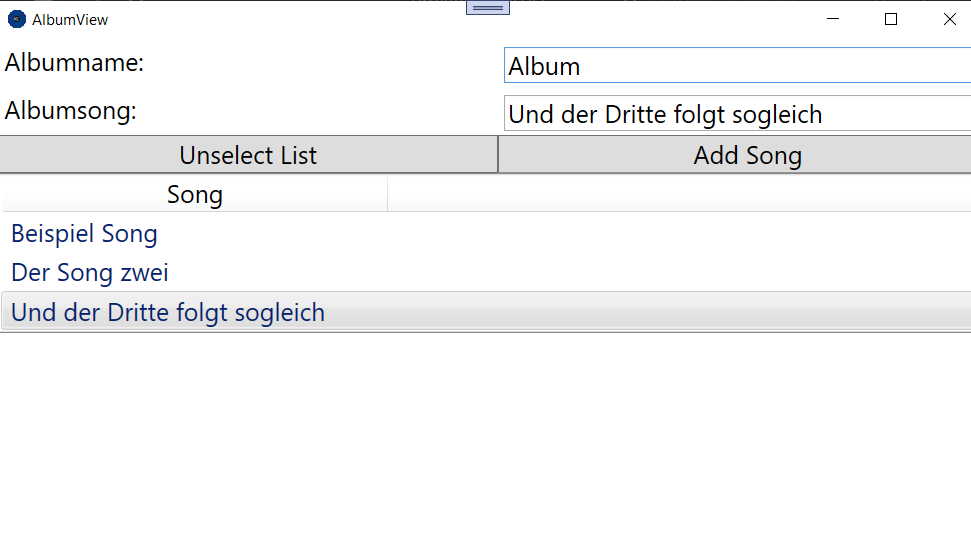 AlbumView
Albumname:
Album
Albumsong:
Und der Dritte folgt sogleich
Unselect List
Add Song
Song
Beispiel Song
Der Song zwei
Und der Dritte folgt sogleich